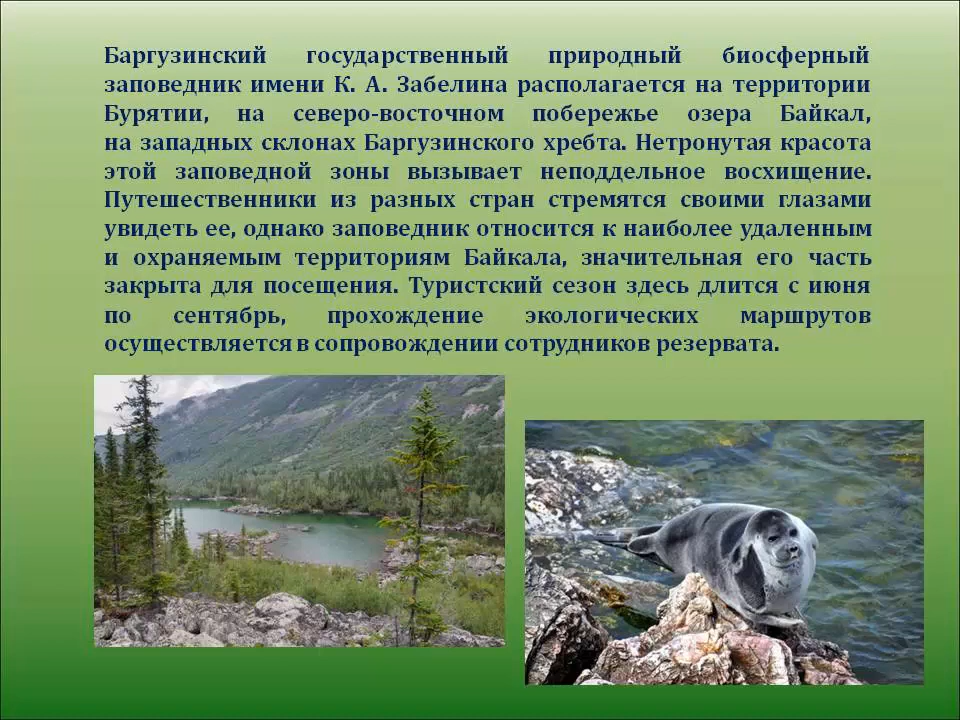 Баргузинский государственный природный биосферный
заповедник имени К. А. Забелина располагается на территории
Бурятии, на северо-восточном побережье озера Байкал,
на западных склонах Баргузинского хребта. Нетронутая красота
этой заповедной зоны вызывает неподдельное восхищение.
Путешественники из разных стран стремятся своими глазами
увидеть ее, однако заповедник относится к наиболее удаленным
и охраняемым территориям Байкала, значительная его часть
закрыта для посещения. Туристский сезон здесь длится с июня
по сентябрь, прохождение экологических маршрутов
осуществляется в сопровождении сотрудников резервата.